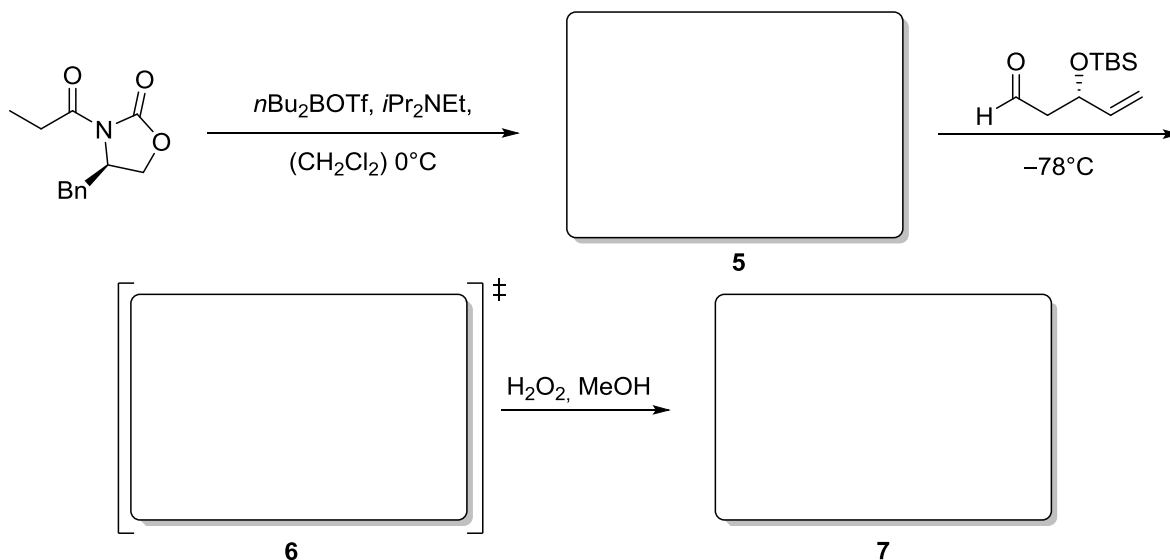 O O
N
O
Bn
nBu₂BOTf, iPr₂NEt,
(CH₂Cl₂) 0°C
5
O OTBS
H
–78°C
‡
6
H₂O₂, MeOH
7